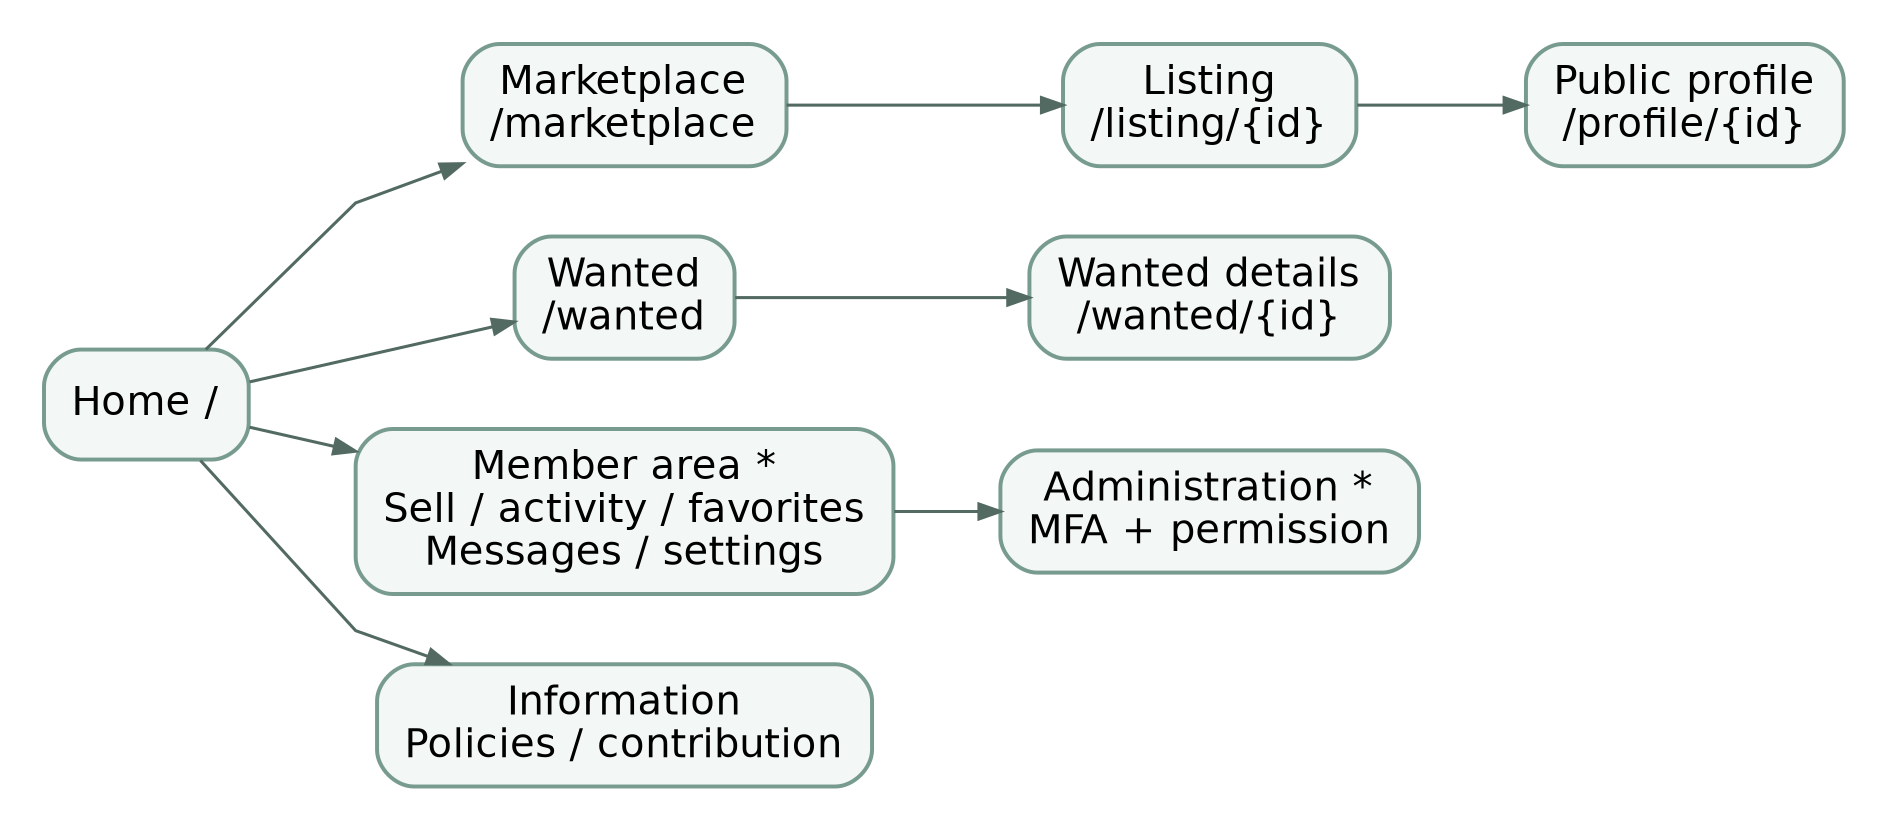 Home /
Marketplace
/marketplace
Listing
/listing/{id}
Public profile
/profile/{id}
Wanted
/wanted
Wanted details
/wanted/{id}
Member area *
Sell / activity / favorites
Messages / settings
Administration *
MFA + permission
Information
Policies / contribution